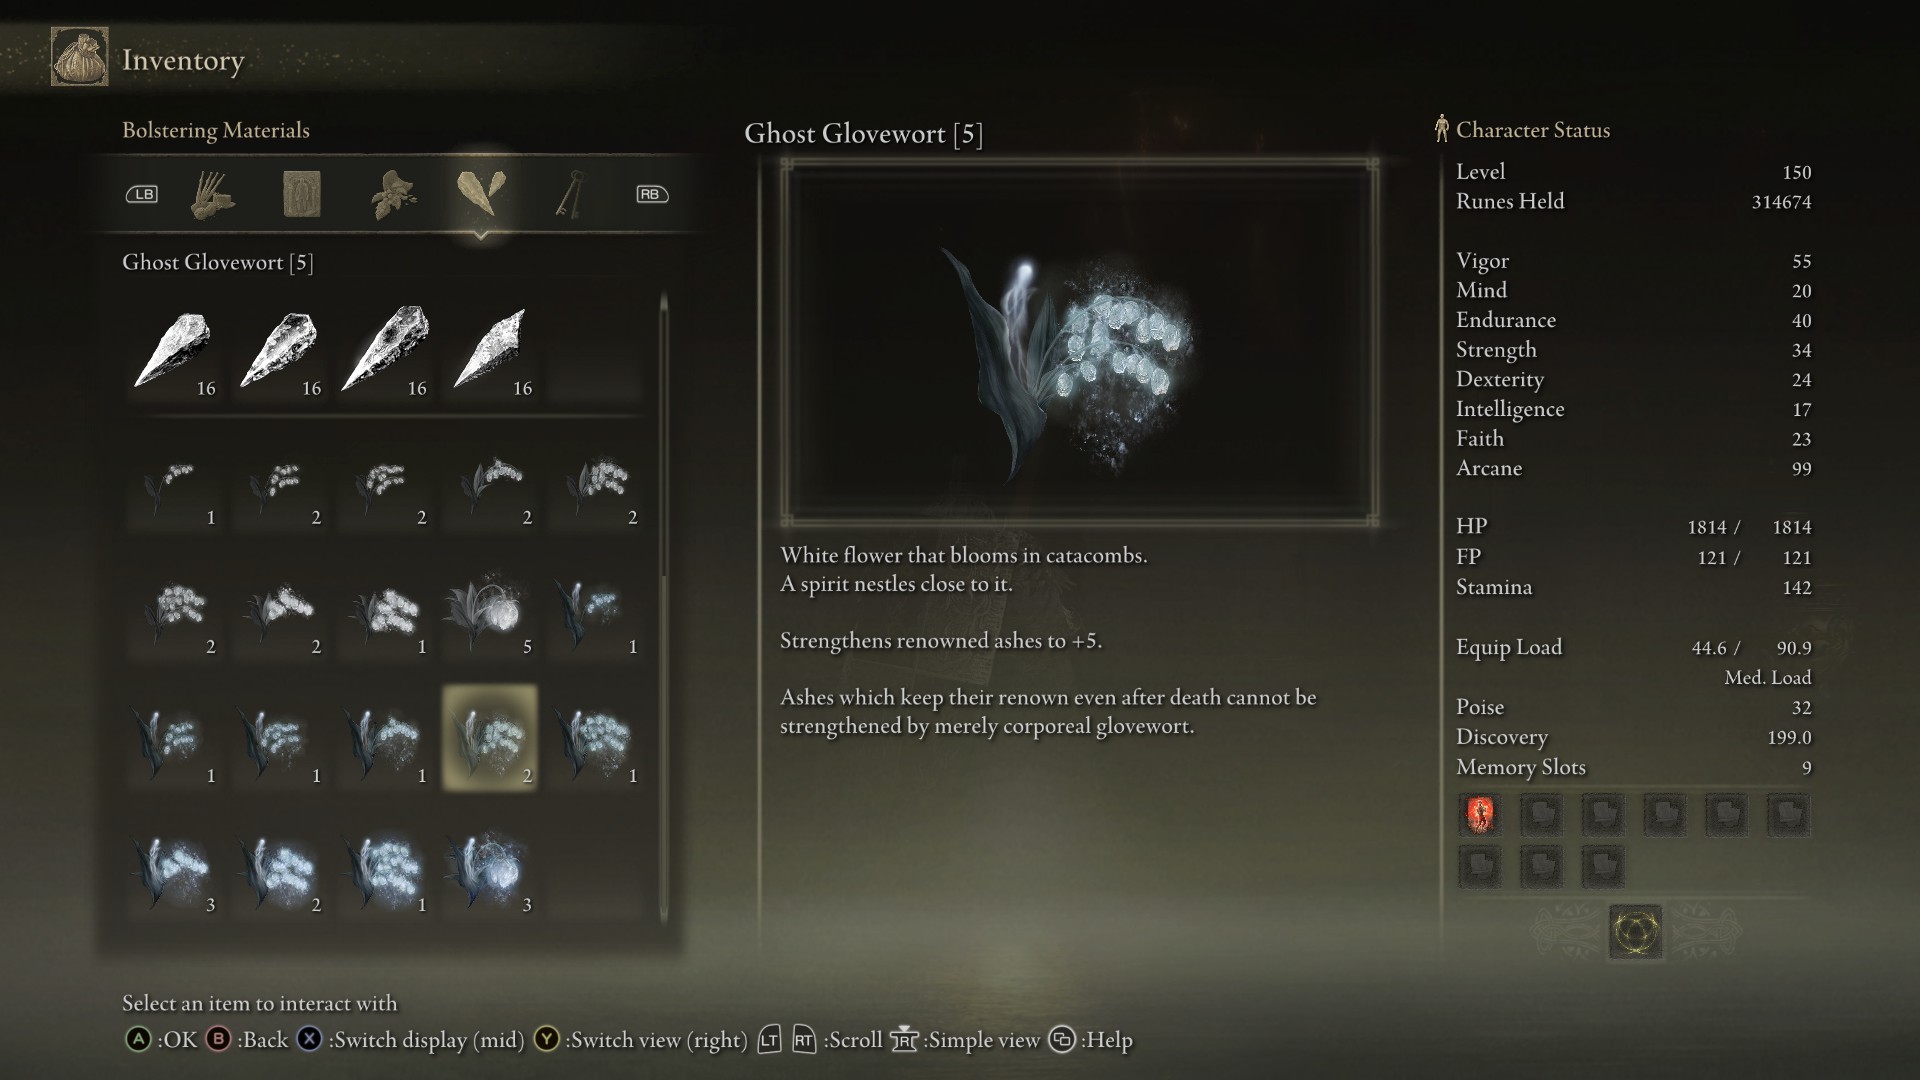 Inventory
Bolstering Materials
LB
RB
Ghost Glovewort [5]
16 16 16 16
1 2 2 2 2
2 2 1 5 1
1 1 1 2 1
3 2 1 3
Ghost Glovewort [5]
White flower that blooms in catacombs.
A spirit nestles close to it.
Strengthens renowned ashes to +5.
Ashes which keep their renown even after death cannot be
strengthened by merely corporeal glovewort.
Character Status
Level 150
Runes Held 314674
Vigor 55
Mind 20
Endurance 40
Strength 34
Dexterity 24
Intelligence 17
Faith 23
Arcane 99
HP 1814 / 1814
FP 121 / 121
Stamina 142
Equip Load 44.6 / 90.9
Med. Load
Poise 32
Discovery 199.0
Memory Slots 9
Select an item to interact with
A :OK B :Back X :Switch display (mid) Y :Switch view (right) LT RT :Scroll R :Simple view :Help